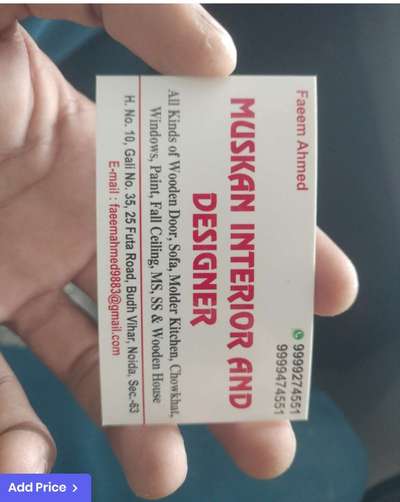 Faeem Ahmed
9999274551
9999474551
MUSKAN INTERIOR AND
DESIGNER
All Kinds of Wooden Door, Sofa, Molder Kitchen, Chowkhat,
Windows, Paint, Fall Ceiling, MS, SS & Wooden House
H. No. 10, Gali No. 35, 25 Futa Road, Budh Vihar, Noida, Sec.-63
E-mail : faeemahmed9883@gmail.com
Add Price >